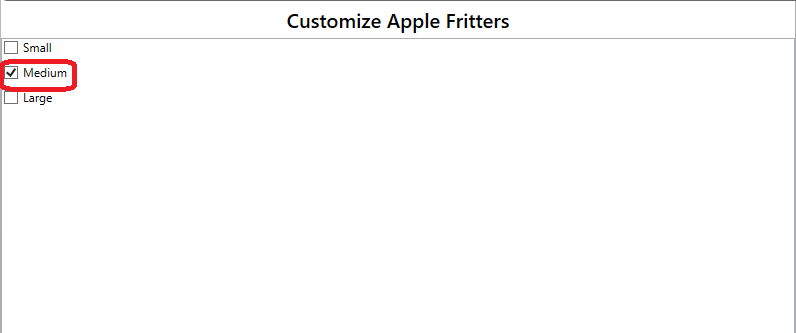 Customize Apple Fritters
Small
Medium
Large